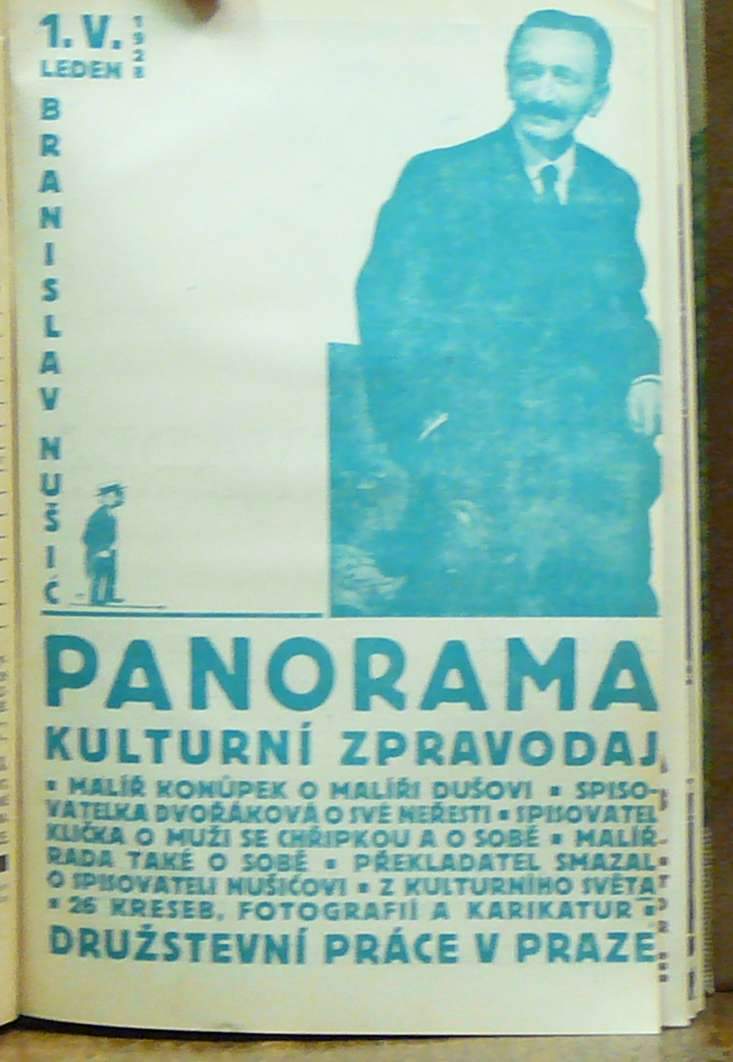 1. V.
LEDEN
1928
BRANISLAV NUŠIĆ
PANORAMA
KULTURNÍ ZPRAVODAJ
▪ MALÍŘ KONŮPEK O MALÍŘI DUŠOVI ▪ SPISO-
VATELKA DVOŘÁKOVÁ O SVÉ NEŘESTI ▪ SPISOVATEL
KLIČKA O MUŽI SE CHŘIPKOU A O SOBĚ ▪ MALÍŘ
RADA TAKÉ O SOBĚ ▪ PŘEKLADATEL SMAZAL
O SPISOVATELI NUŠIĆOVI ▪ Z KULTURNÍHO SVĚTA
▪ 26 KRESEB, FOTOGRAFIÍ A KARIKATUR ▪
DRUŽSTEVNÍ PRÁCE V PRAZE